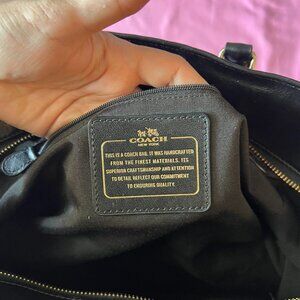 COACH
NEW YORK
THIS IS A COACH BAG. IT WAS HANDCRAFTED
FROM THE FINEST MATERIALS. ITS
SUPERIOR CRAFTSMANSHIP AND ATTENTION
TO DETAIL REFLECT OUR COMMITMENT
TO ENDURING QUALITY.